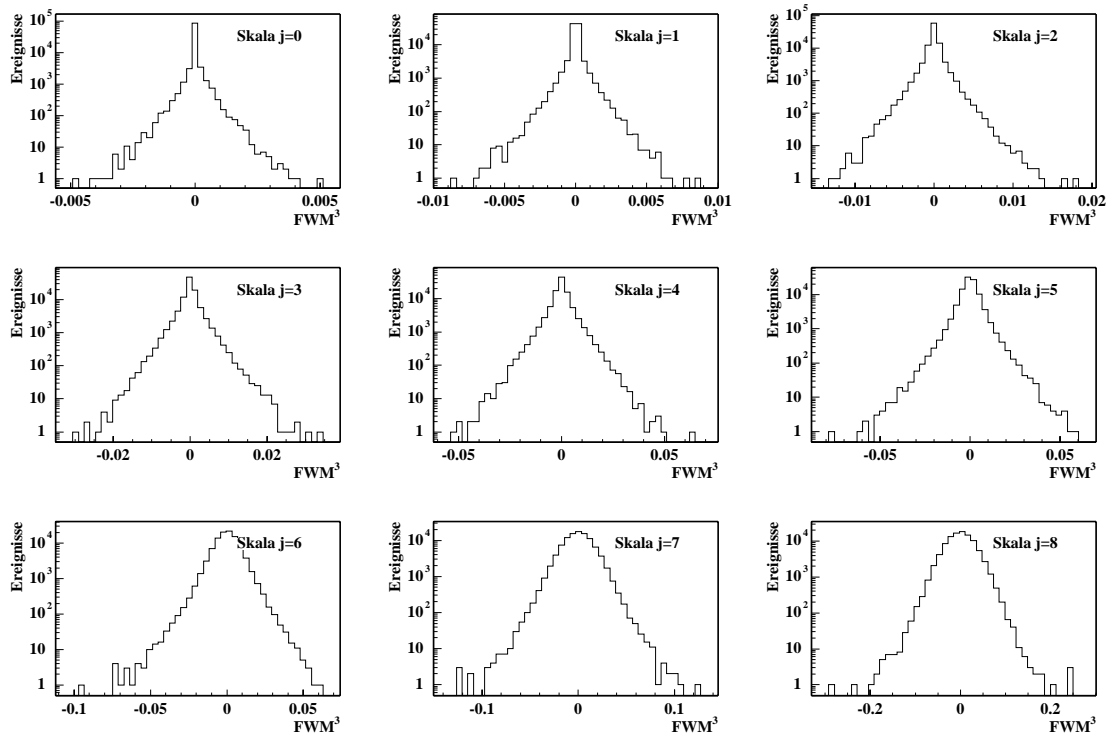 Ereignisse
Skala j=0
10^5
10^4
10^3
10^2
10
1
-0.005 0 0.005
FWM^3
Ereignisse
Skala j=1
10^4
10^3
10^2
10
1
-0.01 -0.005 0 0.005 0.01
FWM^3
Ereignisse
Skala j=2
10^5
10^4
10^3
10^2
10
1
-0.01 0 0.01 0.02
FWM^3
Ereignisse
Skala j=3
10^4
10^3
10^2
10
1
-0.02 0 0.02
FWM^3
Ereignisse
Skala j=4
10^4
10^3
10^2
10
1
-0.05 0 0.05
FWM^3
Ereignisse
Skala j=5
10^4
10^3
10^2
10
1
-0.05 0 0.05
FWM^3
Ereignisse
Skala j=6
10^4
10^3
10^2
10
1
-0.1 -0.05 0 0.05
FWM^3
Ereignisse
Skala j=7
10^4
10^3
10^2
10
1
-0.1 0 0.1
FWM^3
Ereignisse
Skala j=8
10^4
10^3
10^2
10
1
-0.2 0 0.2
FWM^3